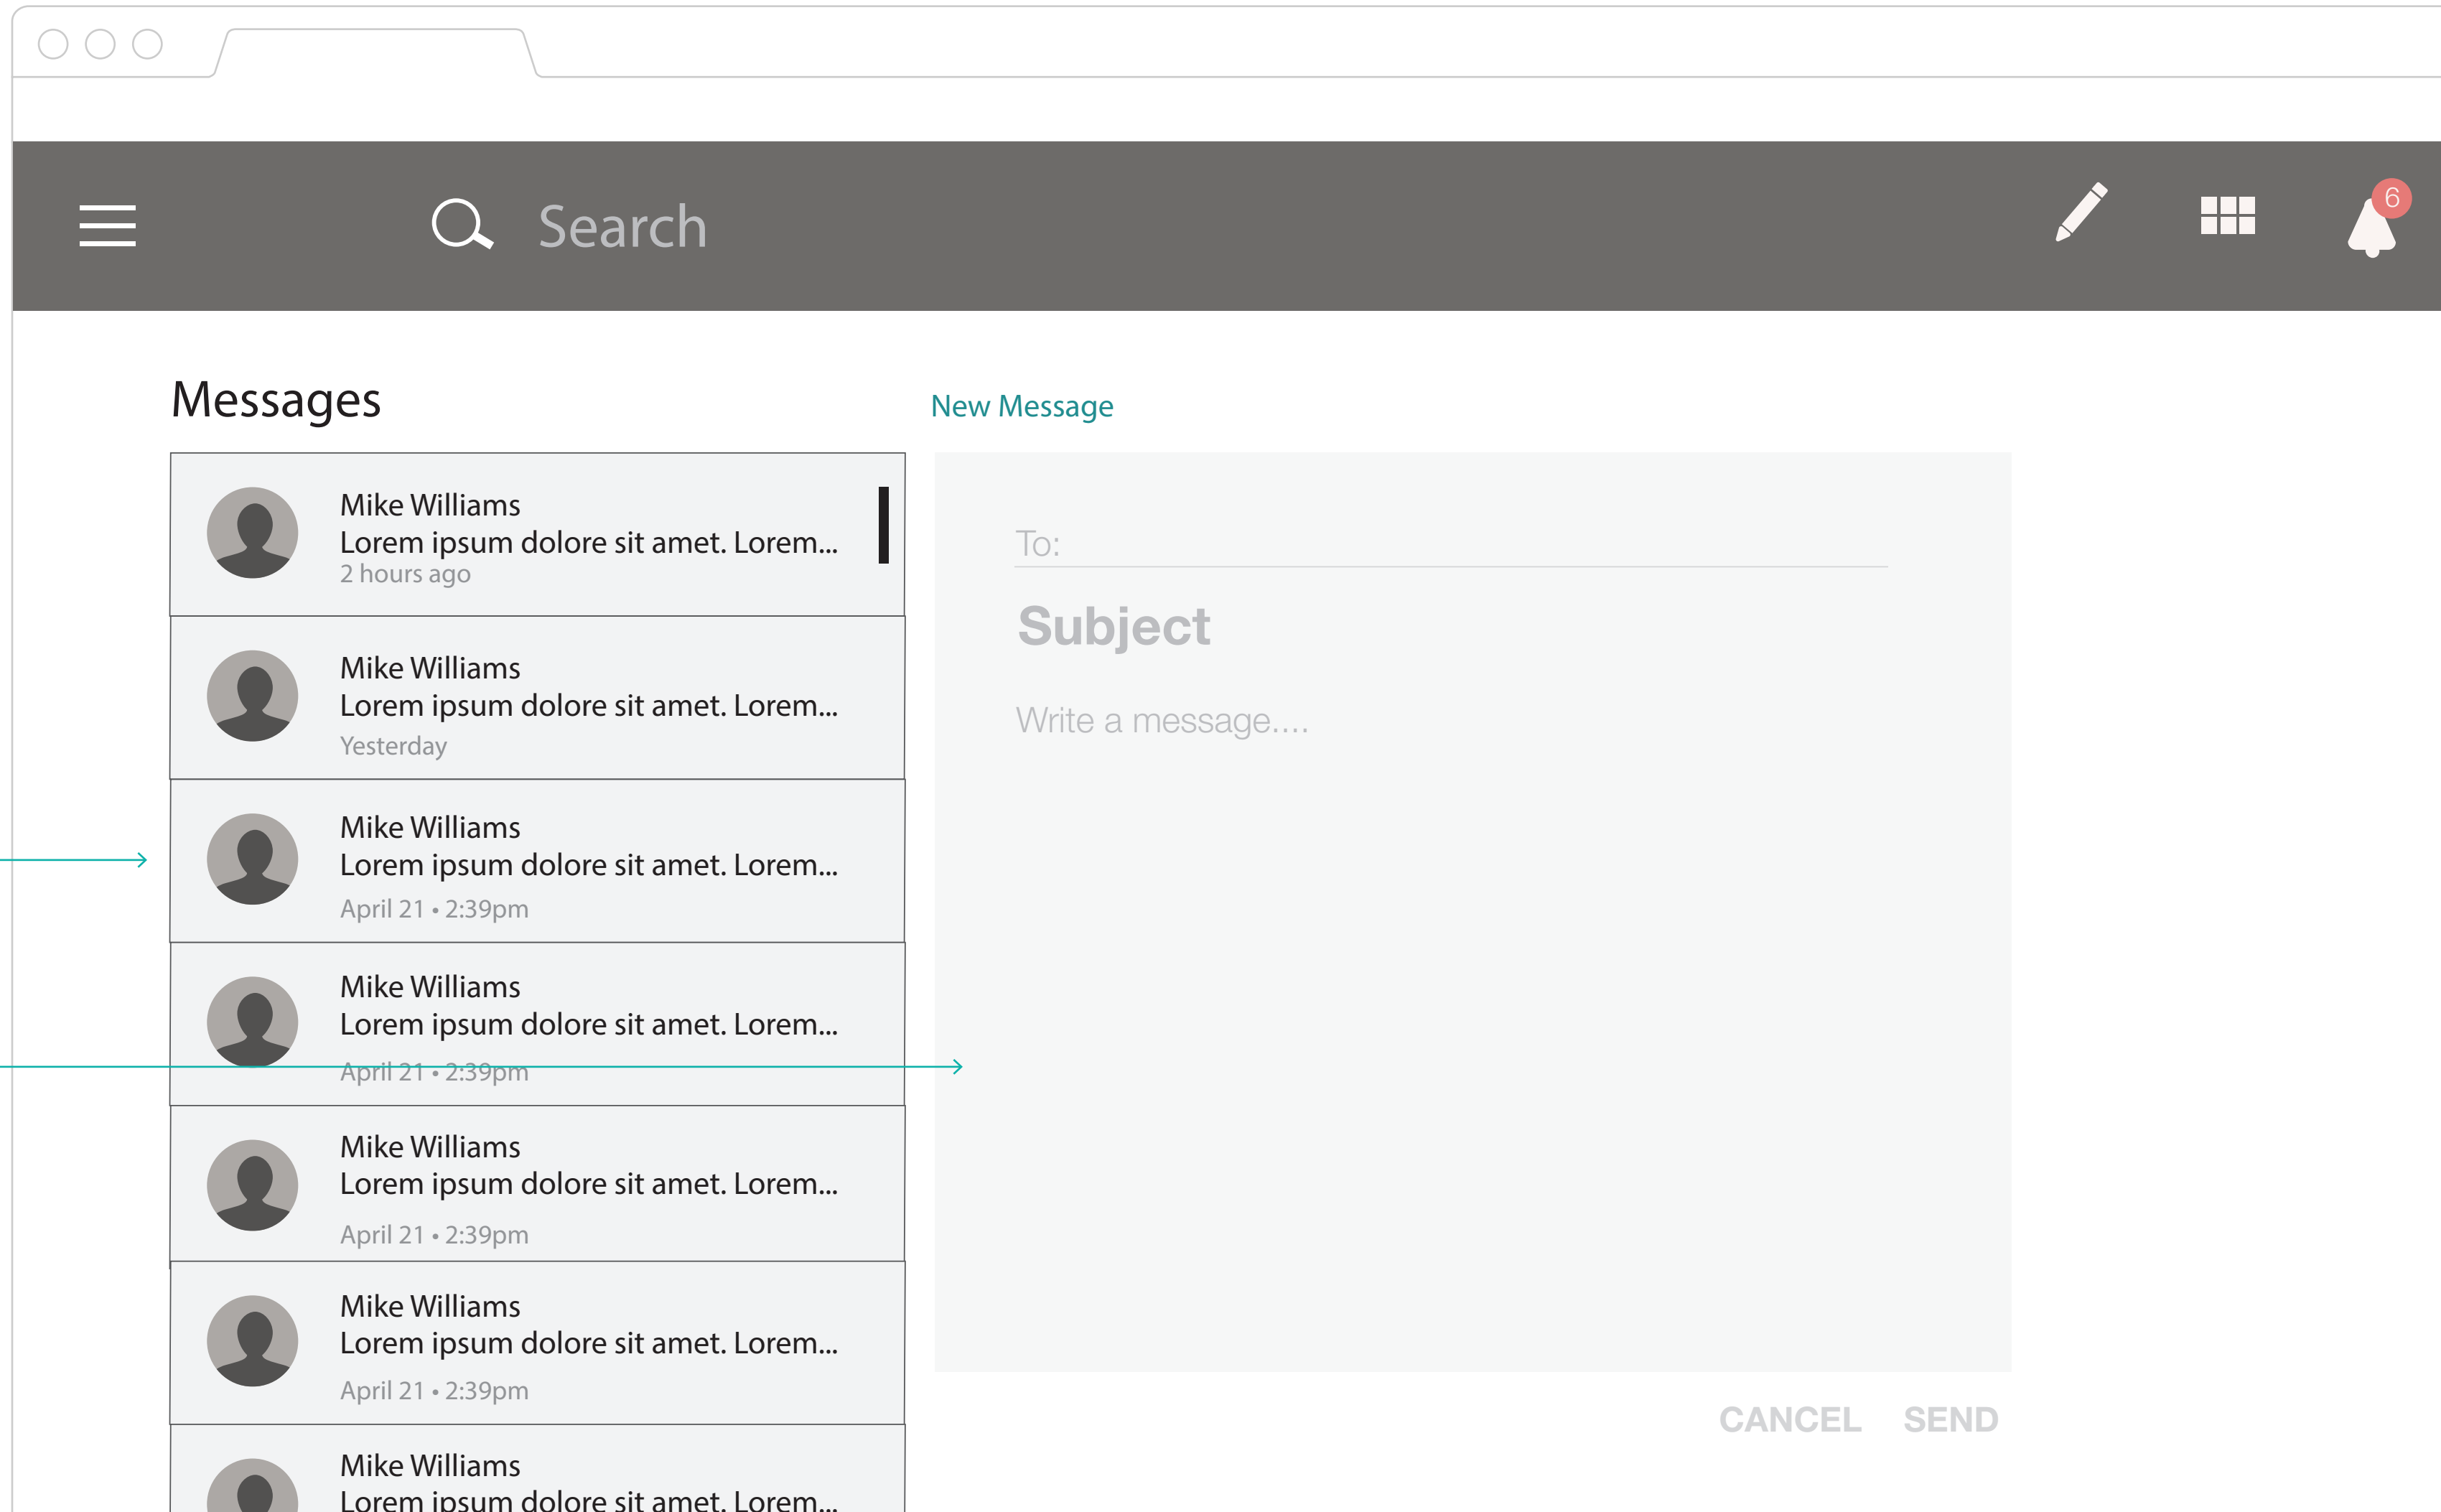 Search
6
Messages
New Message
Mike Williams
Lorem ipsum dolore sit amet. Lorem...
2 hours ago
Mike Williams
Lorem ipsum dolore sit amet. Lorem...
Yesterday
Mike Williams
Lorem ipsum dolore sit amet. Lorem...
April 21 • 2:39pm
Mike Williams
Lorem ipsum dolore sit amet. Lorem...
April 21 • 2:39pm
Mike Williams
Lorem ipsum dolore sit amet. Lorem...
April 21 • 2:39pm
Mike Williams
Lorem ipsum dolore sit amet. Lorem...
April 21 • 2:39pm
Mike Williams
Lorem ipsum dolore sit amet. Lorem...
To:
Subject
Write a message....
CANCEL SEND